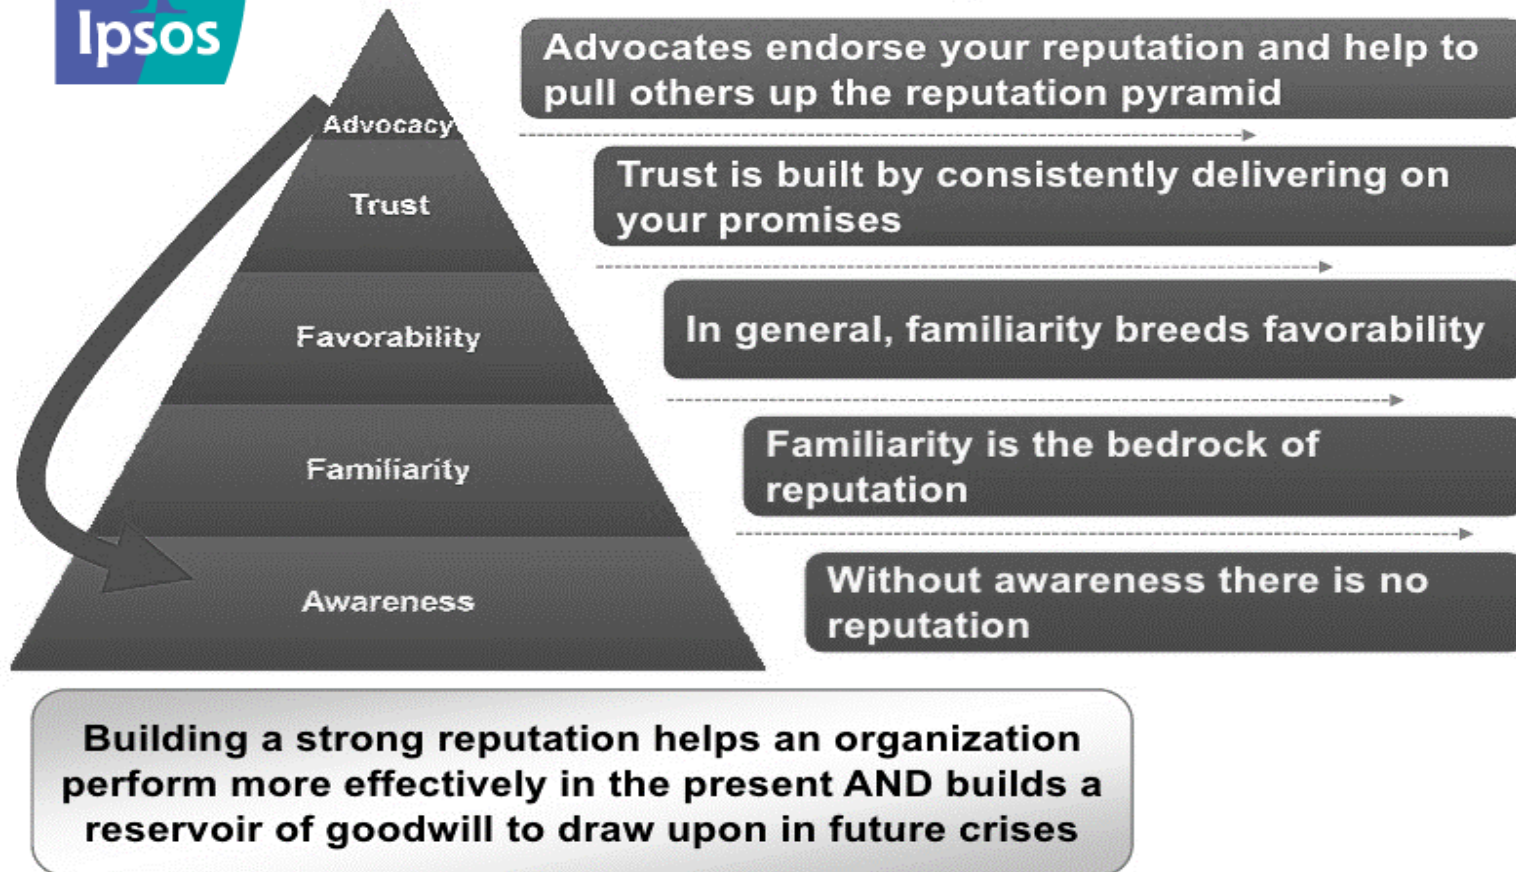 Ipsos
Advocates endorse your reputation and help to
pull others up the reputation pyramid
Advocacy
Trust is built by consistently delivering on
your promises
Trust
In general, familiarity breeds favorability
Favorability
Familiarity is the bedrock of
reputation
Familiarity
Without awareness there is no
reputation
Awareness
Building a strong reputation helps an organization
perform more effectively in the present AND builds a
reservoir of goodwill to draw upon in future crises